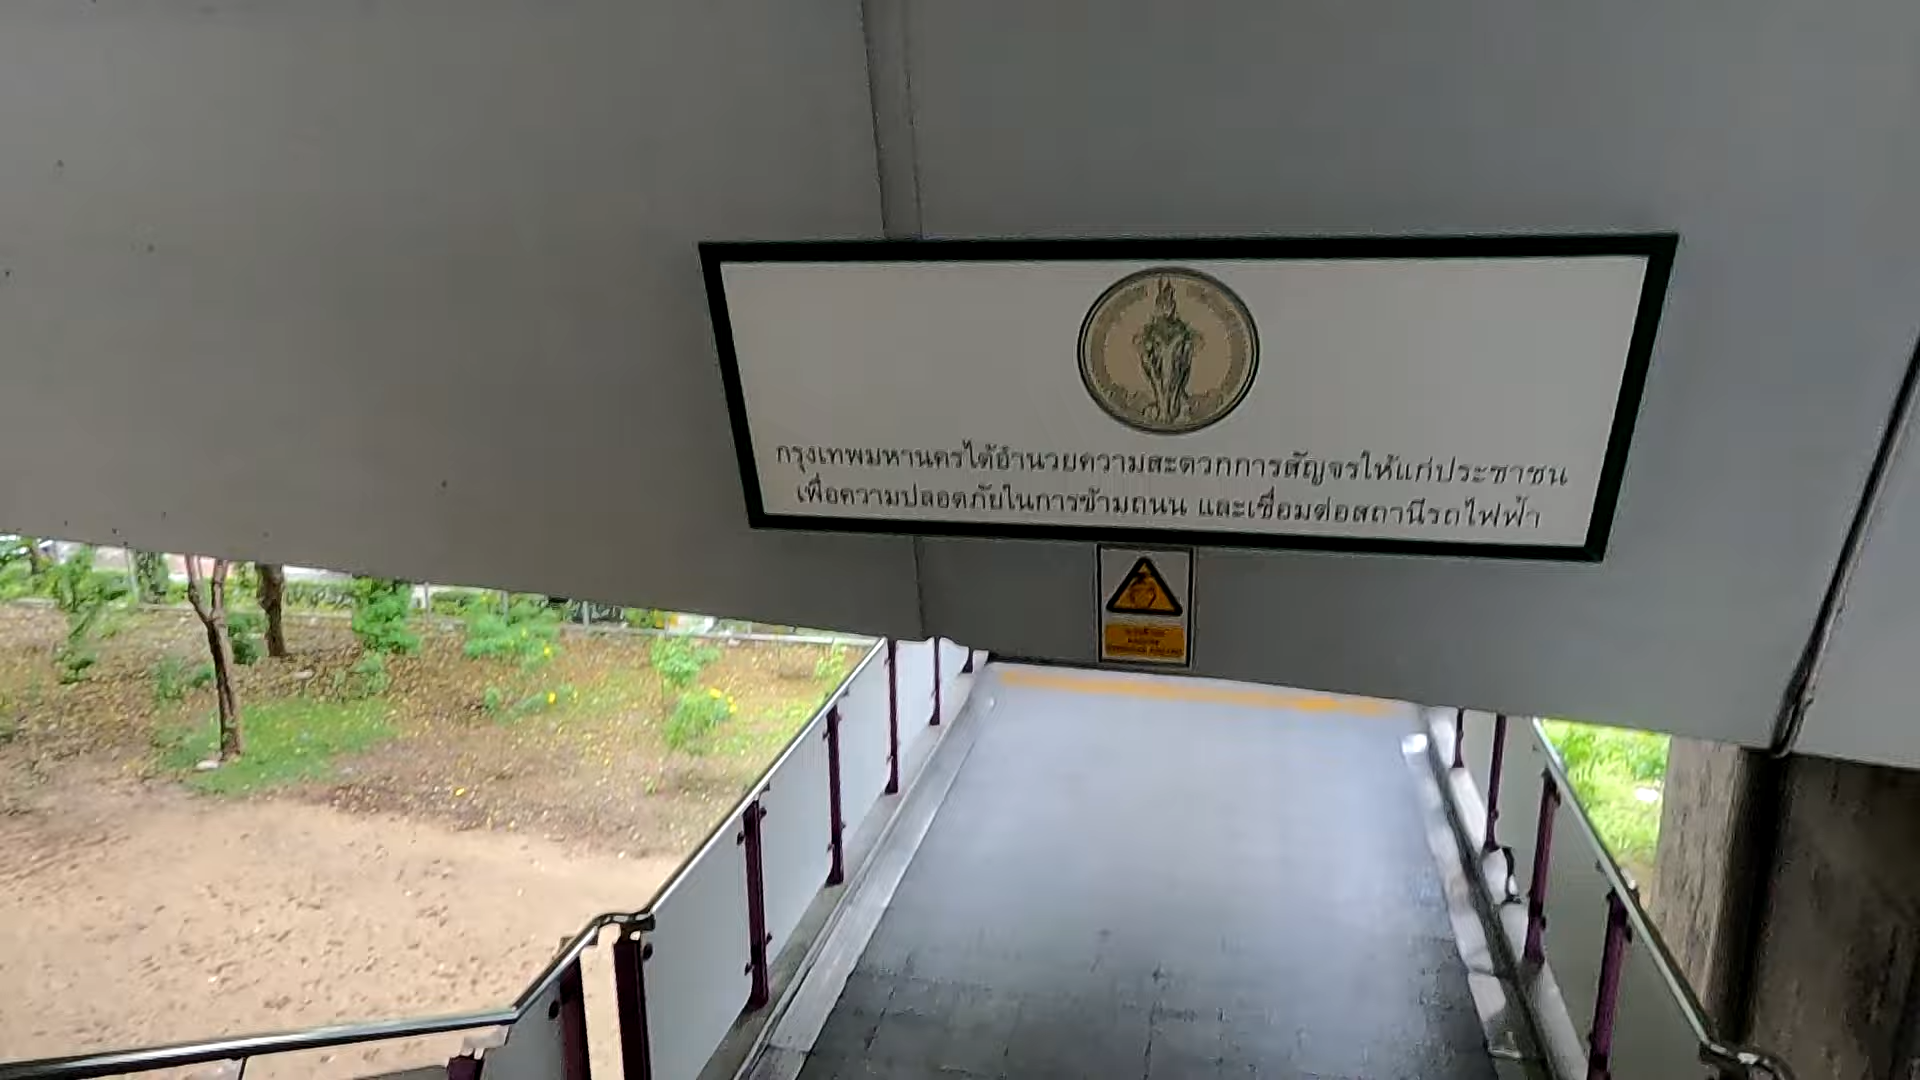 กรุงเทพมหานครได้อำนวยความสะดวกการสัญจรให้แก่ประชาชน
เพื่อความปลอดภัยในการข้ามถนน และเชื่อมต่อสถานีรถไฟฟ้า